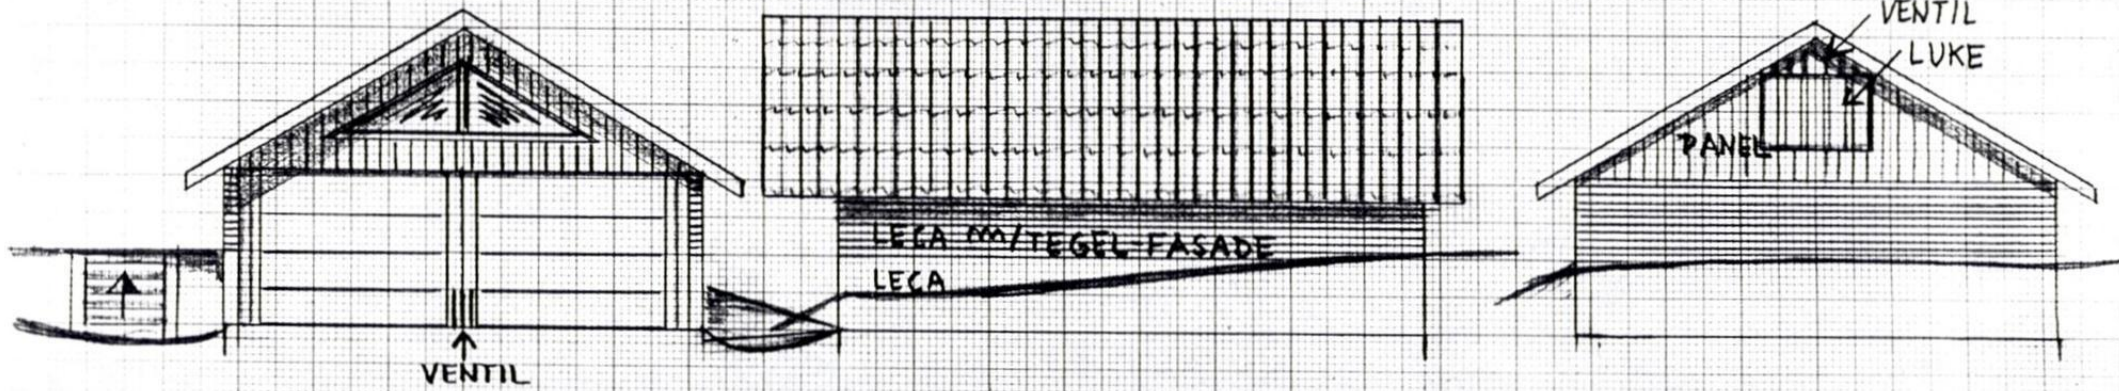 VENTIL
LECA m/TEGEL-FASADE
LECA
VENTIL
LUKE
PANEL